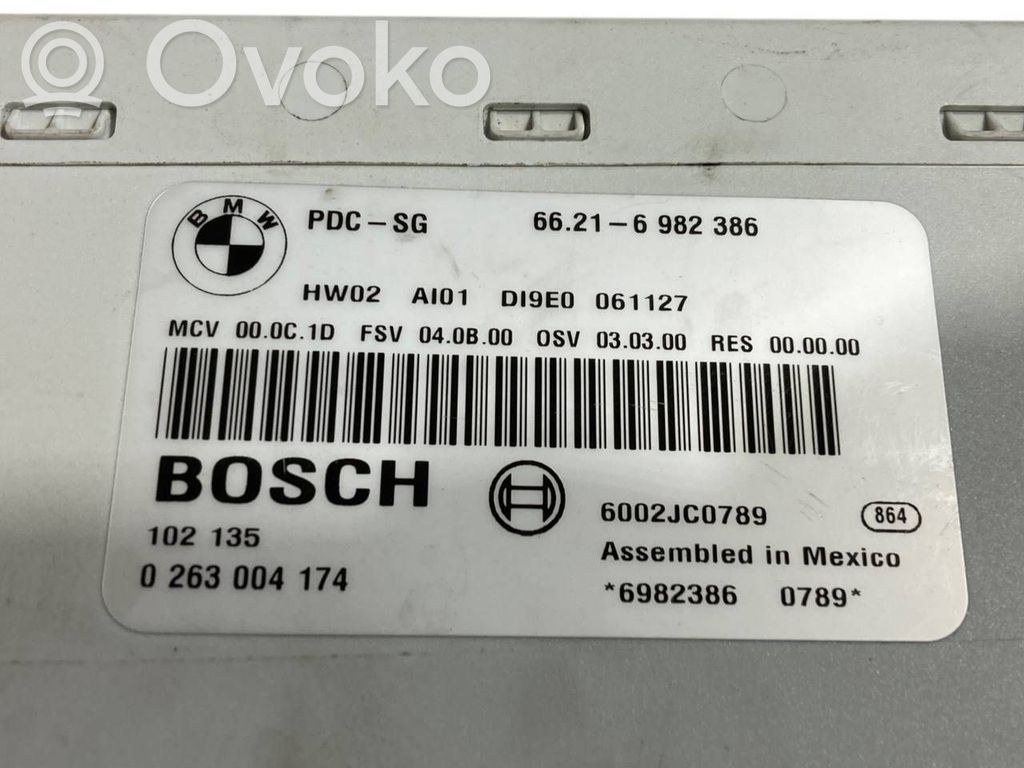 Ovoko
BMW
PDC-SG 66.21-6 982 386
HW02 AI01 DI9E0 061127
MCV 00.0C.1D FSV 04.0B.00 OSV 03.03.00 RES 00.00.00
BOSCH
6002JC0789 864
102 135
Assembled in Mexico
0 263 004 174
*6982386 0789*